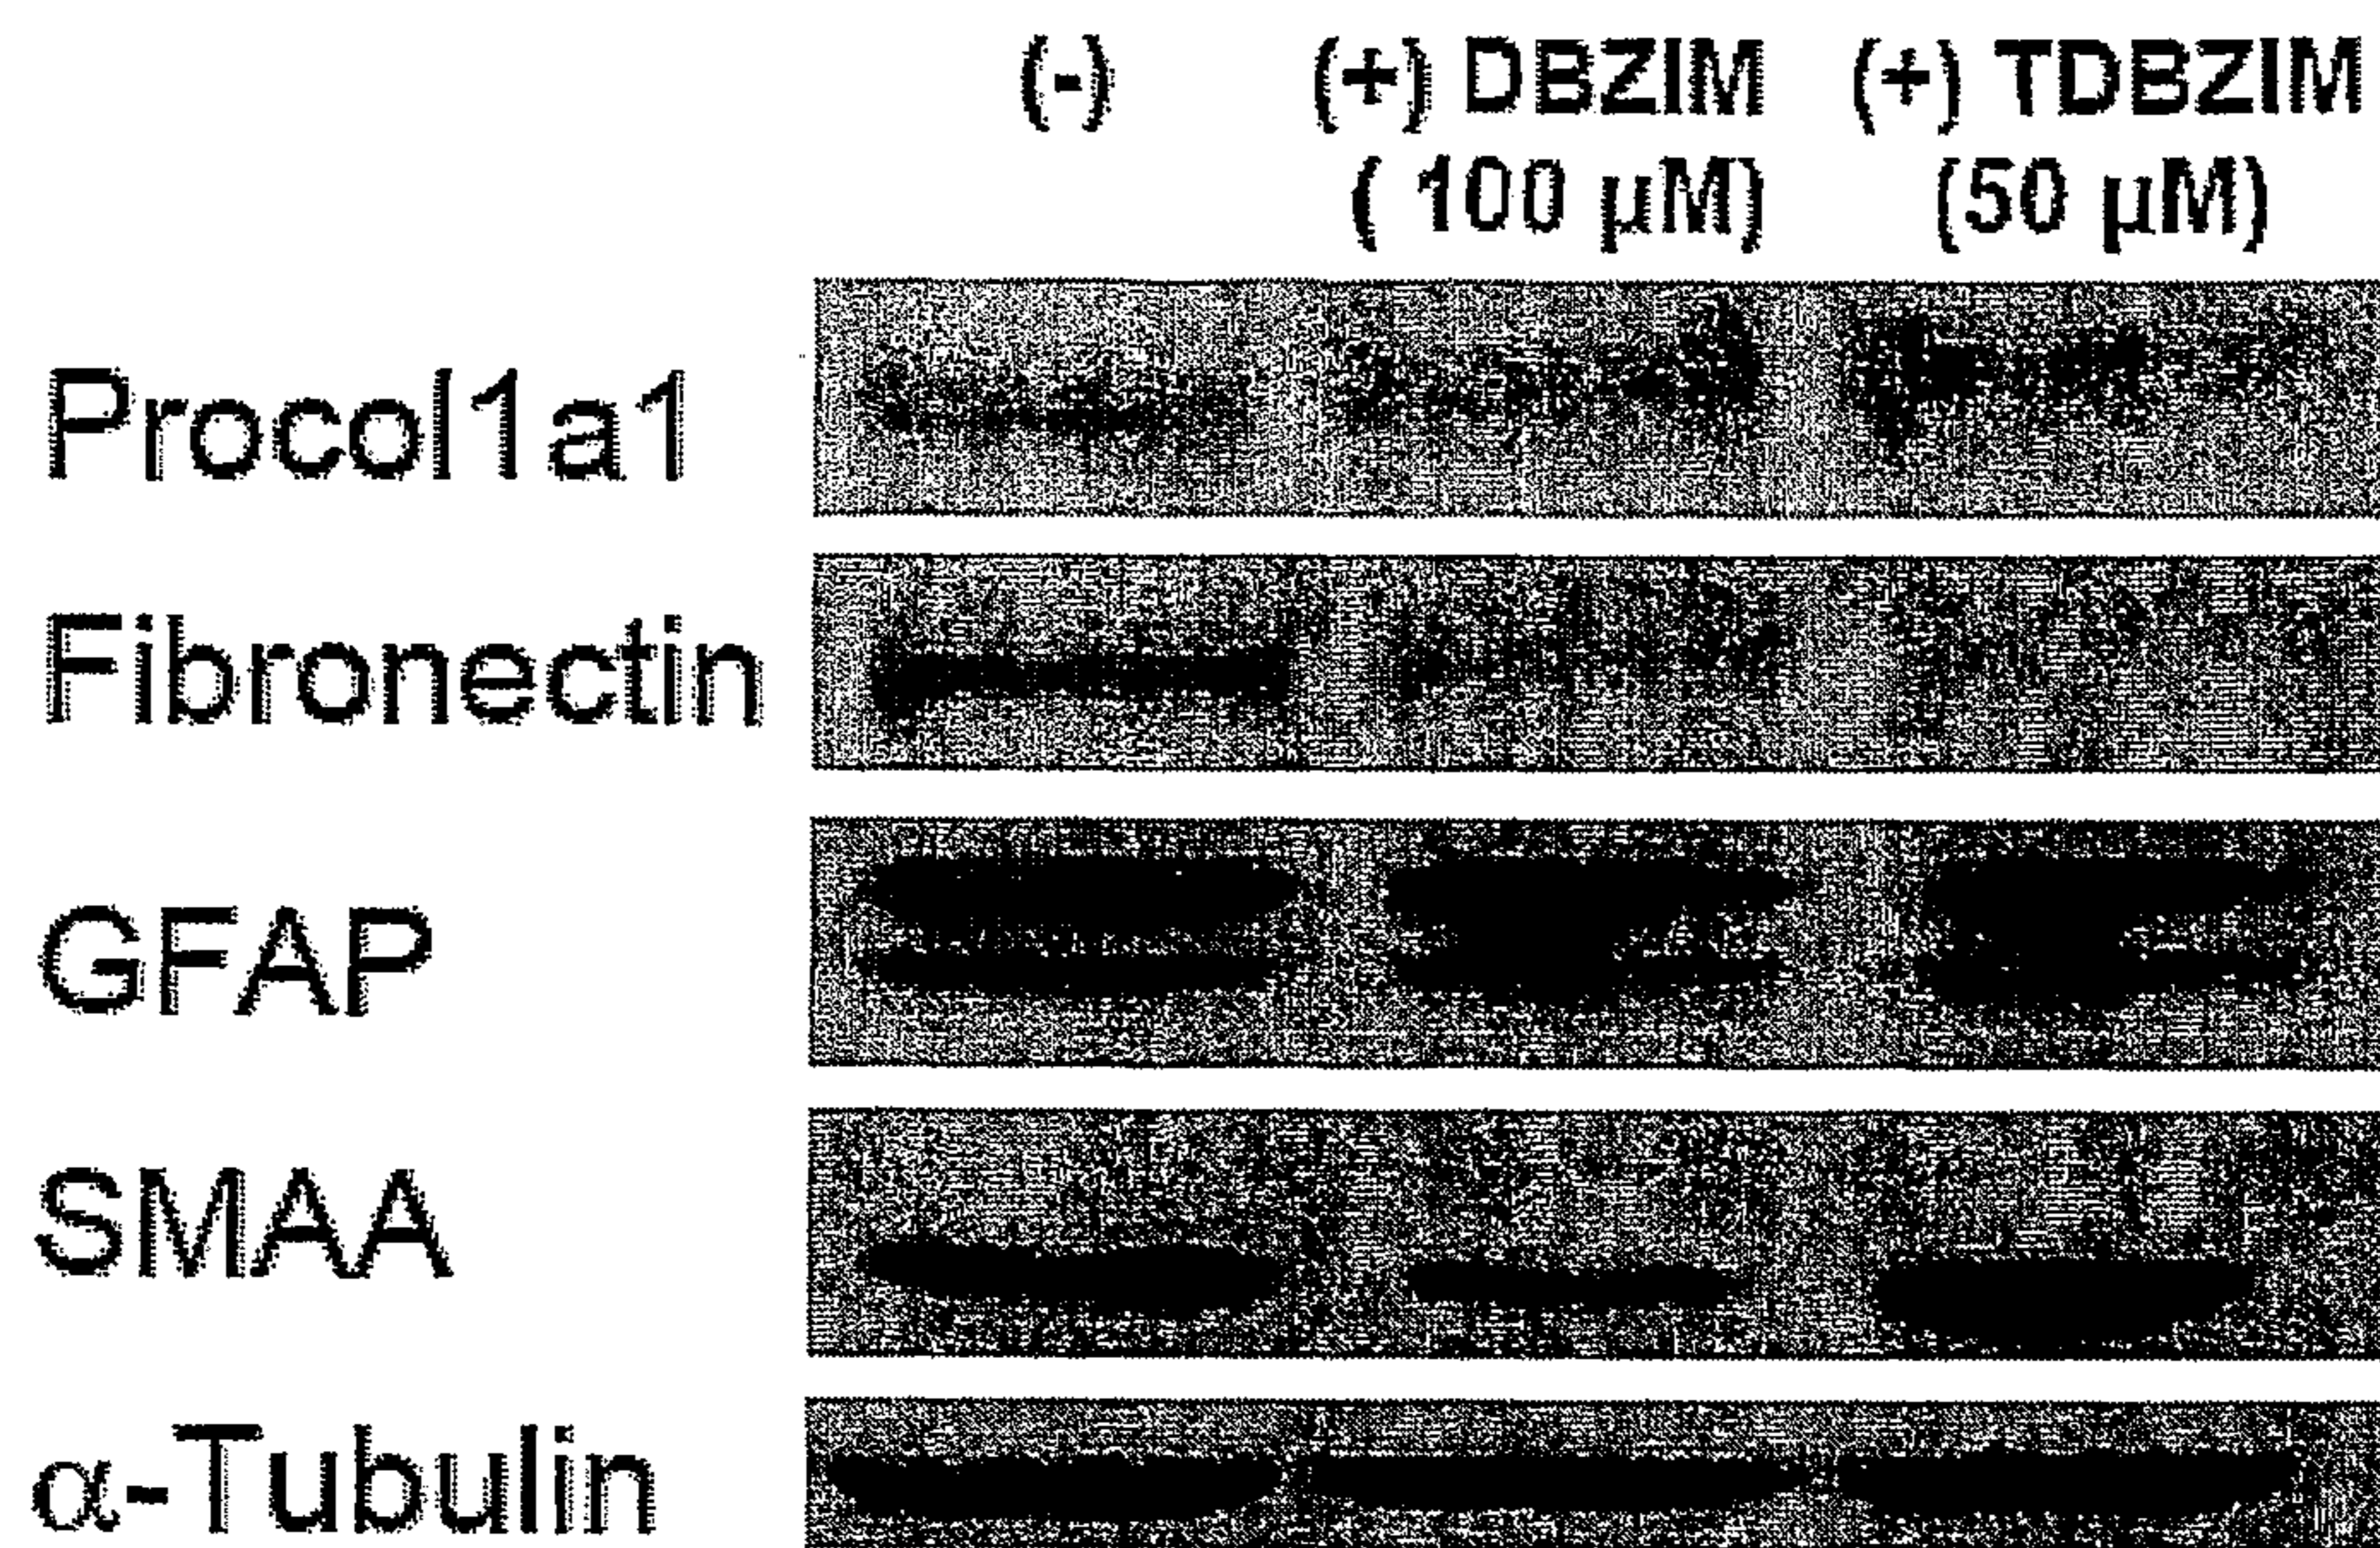 (-) (+) DBZIM (+) TDBZIM
( 100 µM) (50 µM)
Procol1a1
Fibronectin
GFAP
SMAA
α-Tubulin